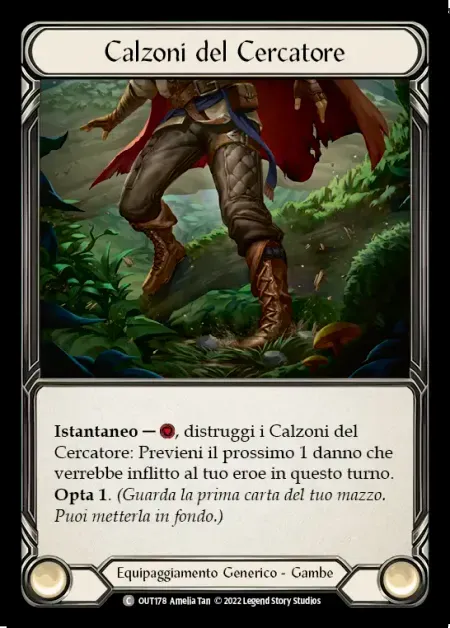 Calzoni del Cercatore
Istantaneo — , distruggi i Calzoni del
Cercatore: Previeni il prossimo 1 danno che
verrebbe inflitto al tuo eroe in questo turno.
Opta 1. (Guarda la prima carta del tuo mazzo.
Puoi metterla in fondo.)
Equipaggiamento Generico - Gambe
C OUT178 Amelia Tan © 2022 Legend Story Studios